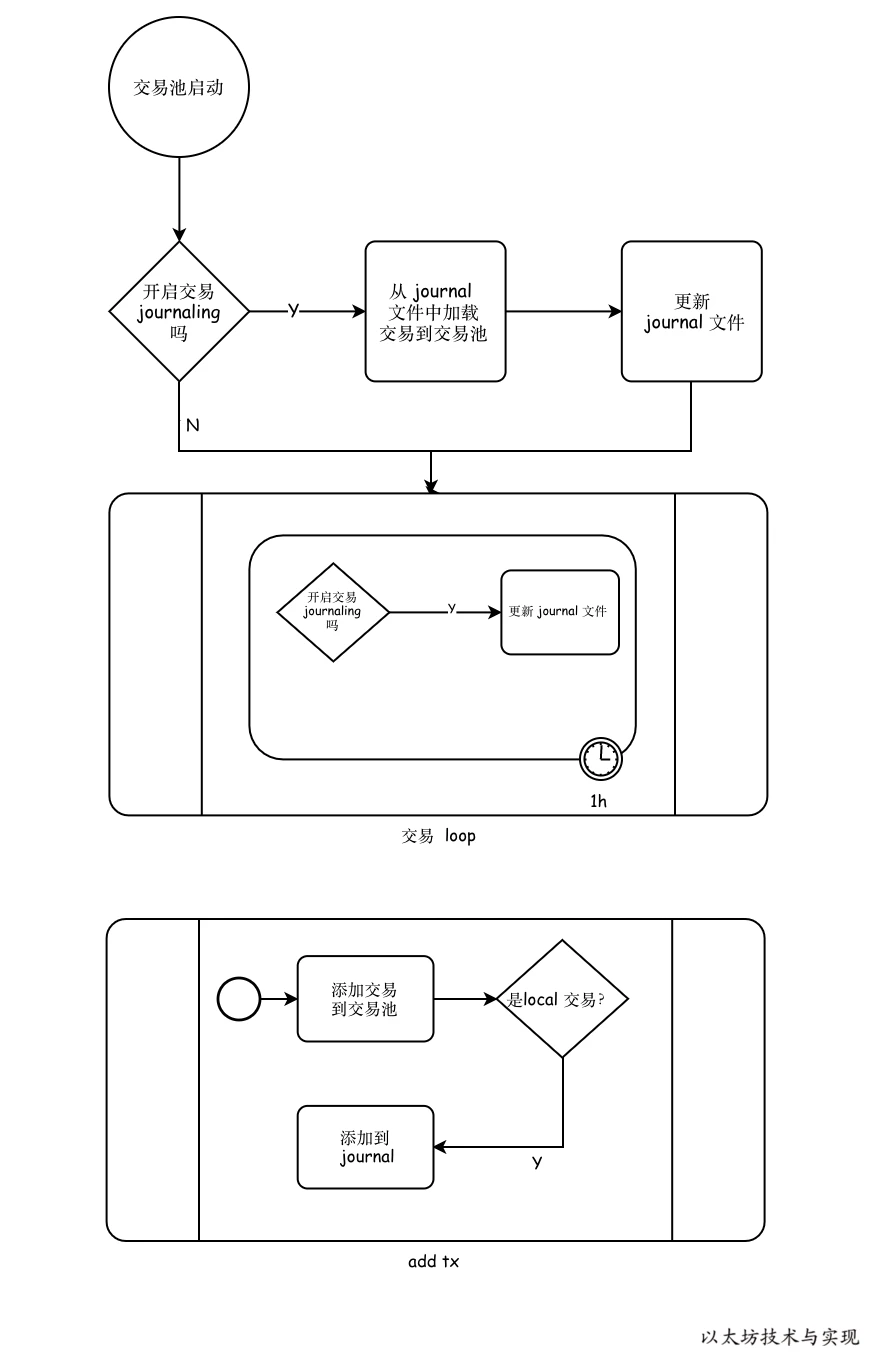 交易池启动
开启交易
journaling
吗
Y
从 journal
文件中加载
交易到交易池
更新
journal 文件
N
开启交易
journaling
吗
Y
更新 journal 文件
1h
交易 loop
添加交易
到交易池
是local 交易?
添加到
journal
Y
add tx
以太坊技术与实现